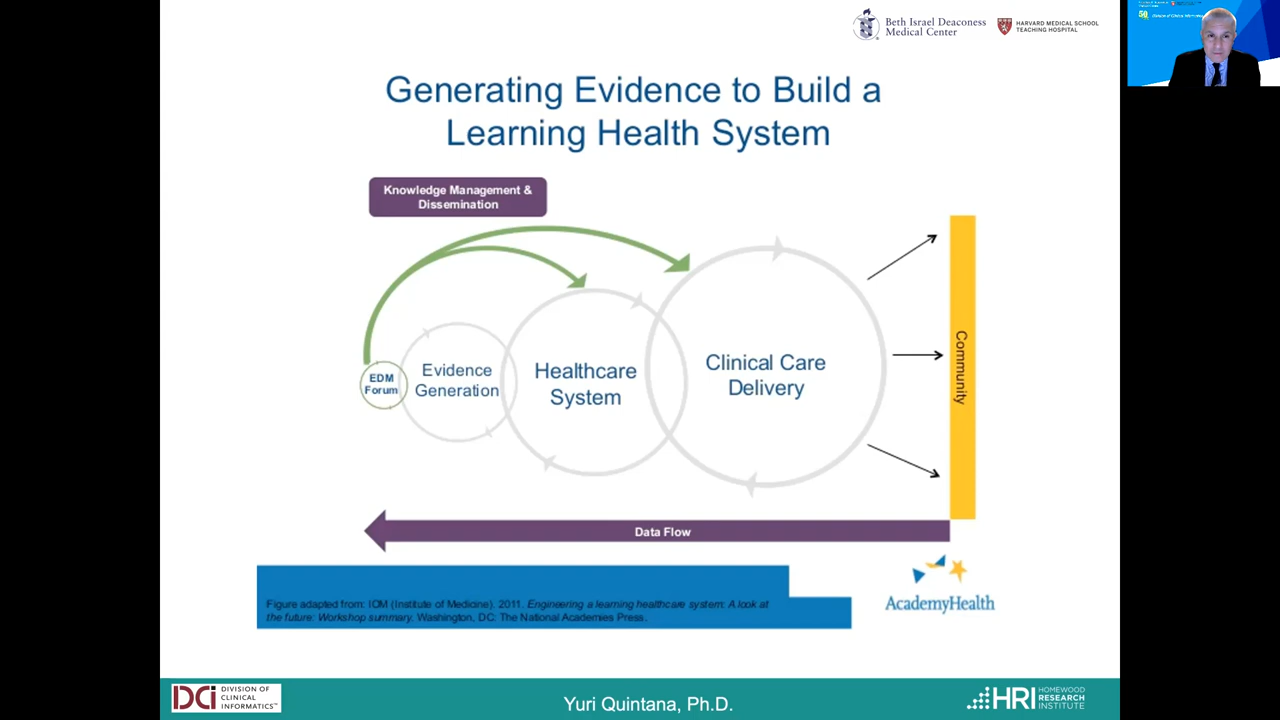 Beth Israel Deaconess
Medical Center
HARVARD MEDICAL SCHOOL
TEACHING HOSPITAL
Generating Evidence to Build a
Learning Health System
Knowledge Management &
Dissemination
EDM
Forum
Evidence
Generation
Healthcare
System
Clinical Care
Delivery
Community
Data Flow
Figure adapted from: IOM (Institute of Medicine). 2011. Engineering a learning healthcare system: A look at
the future: Workshop summary. Washington, DC: The National Academies Press.
AcademyHealth
DCI
DIVISION OF
CLINICAL
INFORMATICS™
Yuri Quintana, Ph.D.
HRI
HOMEWOOD
RESEARCH
INSTITUTE